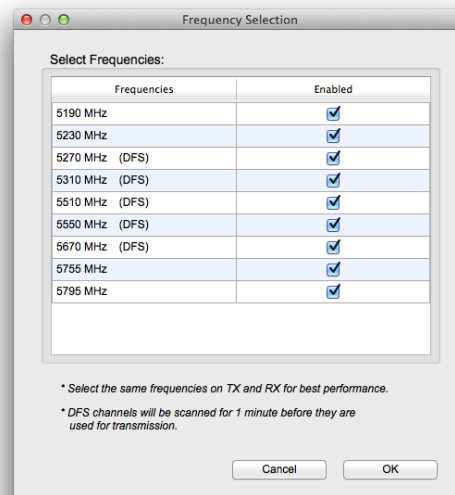 Frequency Selection
Select Frequencies:
Frequencies Enabled
5190 MHz
5230 MHz
5270 MHz (DFS)
5310 MHz (DFS)
5510 MHz (DFS)
5550 MHz (DFS)
5670 MHz (DFS)
5755 MHz
5795 MHz
* Select the same frequencies on TX and RX for best performance.
* DFS channels will be scanned for 1 minute before they are
used for transmission.
Cancel OK